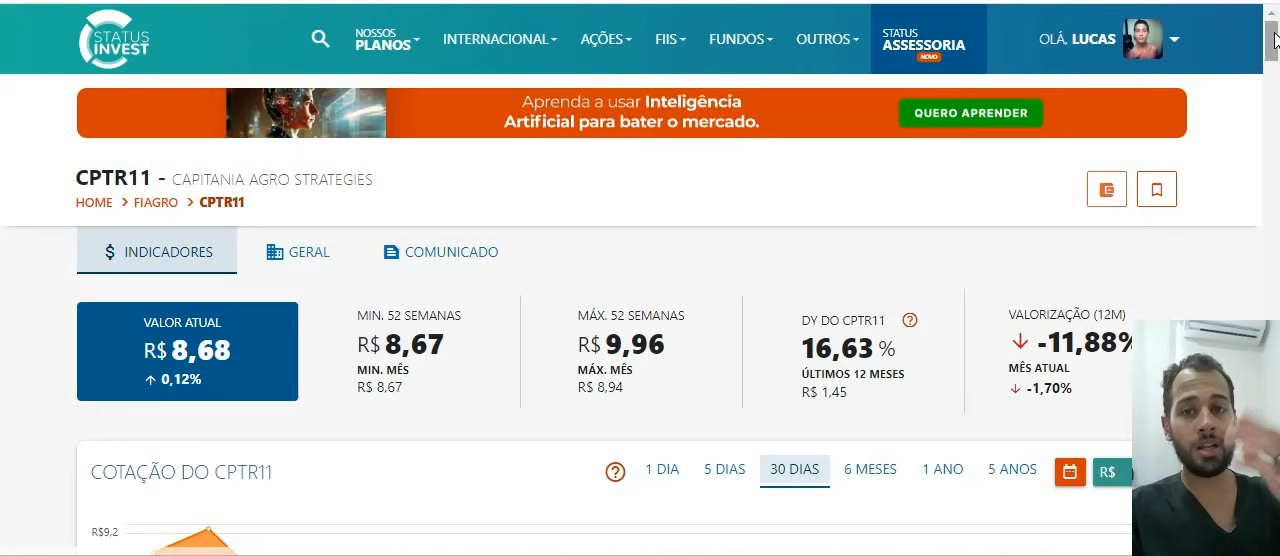 STATUS
INVEST
NOSSOS
PLANOS
INTERNACIONAL
AÇÕES
FIIS
FUNDOS
OUTROS
STATUS
ASSESSORIA
NOVO
OLÁ, LUCAS
Aprenda a usar Inteligência
Artificial para bater o mercado.
QUERO APRENDER
CPTR11 - CAPITANIA AGRO STRATEGIES
HOME > FIAGRO > CPTR11
$ INDICADORES
GERAL
COMUNICADO
VALOR ATUAL
R$ 8,68
↑ 0,12%
MIN. 52 SEMANAS
R$ 8,67
MIN. MÊS
R$ 8,67
MÁX. 52 SEMANAS
R$ 9,96
MÁX. MÊS
R$ 8,94
DY DO CPTR11 ?
16,63 %
ÚLTIMOS 12 MESES
R$ 1,45
VALORIZAÇÃO (12M)
↓ -11,88%
MÊS ATUAL
↓ -1,70%
COTAÇÃO DO CPTR11
?
1 DIA
5 DIAS
30 DIAS
6 MESES
1 ANO
5 ANOS
R$
R$9,2